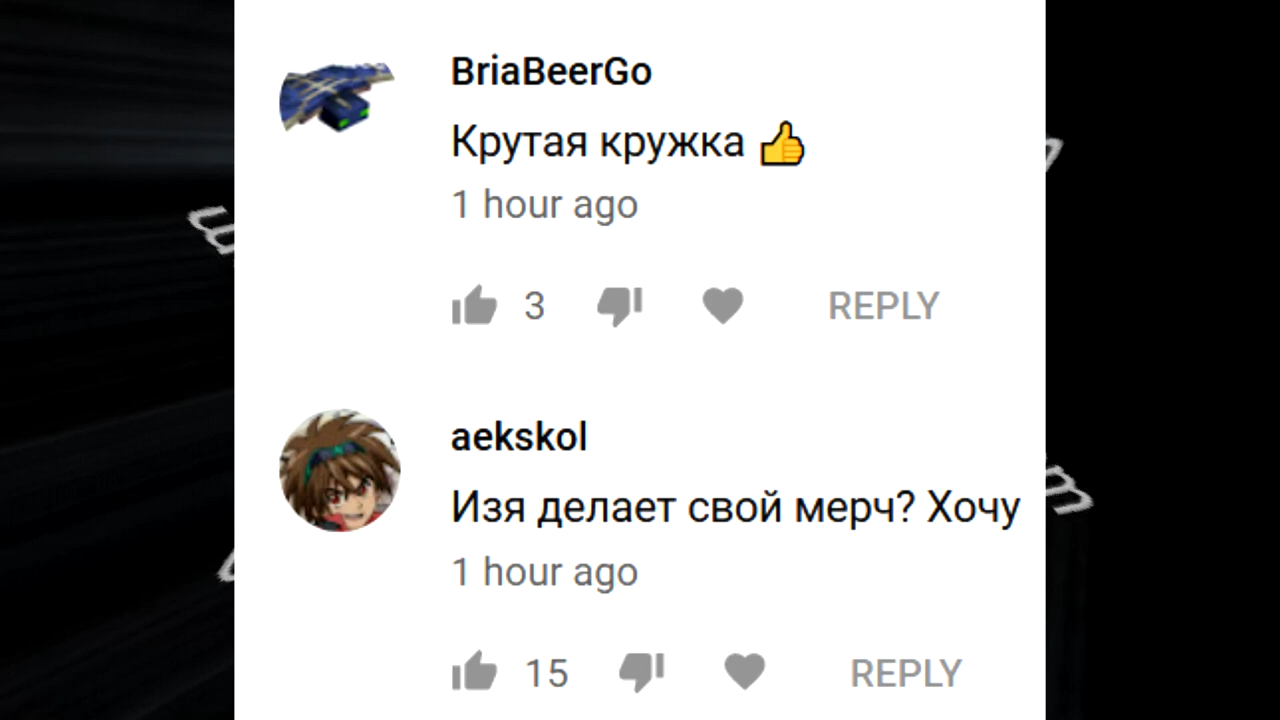 BriaBeerGo
Крутая кружка 👍
1 hour ago
3 REPLY
aekskol
Изя делает свой мерч? Хочу
1 hour ago
15 REPLY